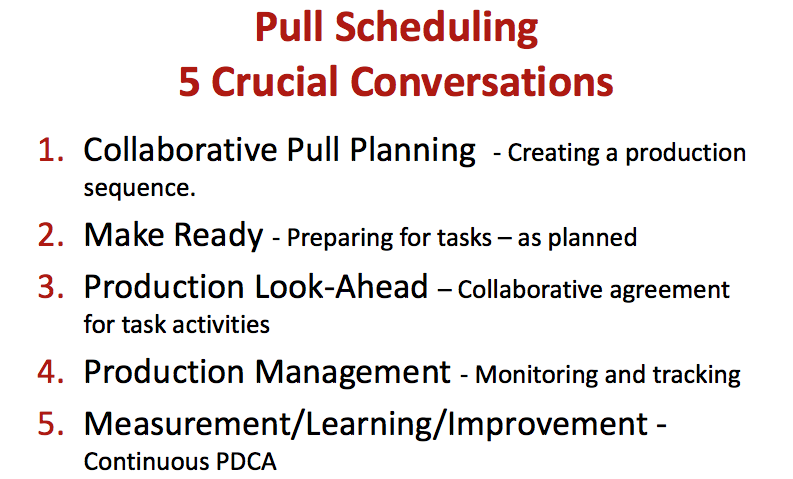 Pull Scheduling
5 Crucial Conversations
1. Collaborative Pull Planning - Creating a production
sequence.
2. Make Ready - Preparing for tasks – as planned
3. Production Look-Ahead – Collaborative agreement
for task activities
4. Production Management - Monitoring and tracking
5. Measurement/Learning/Improvement -
Continuous PDCA